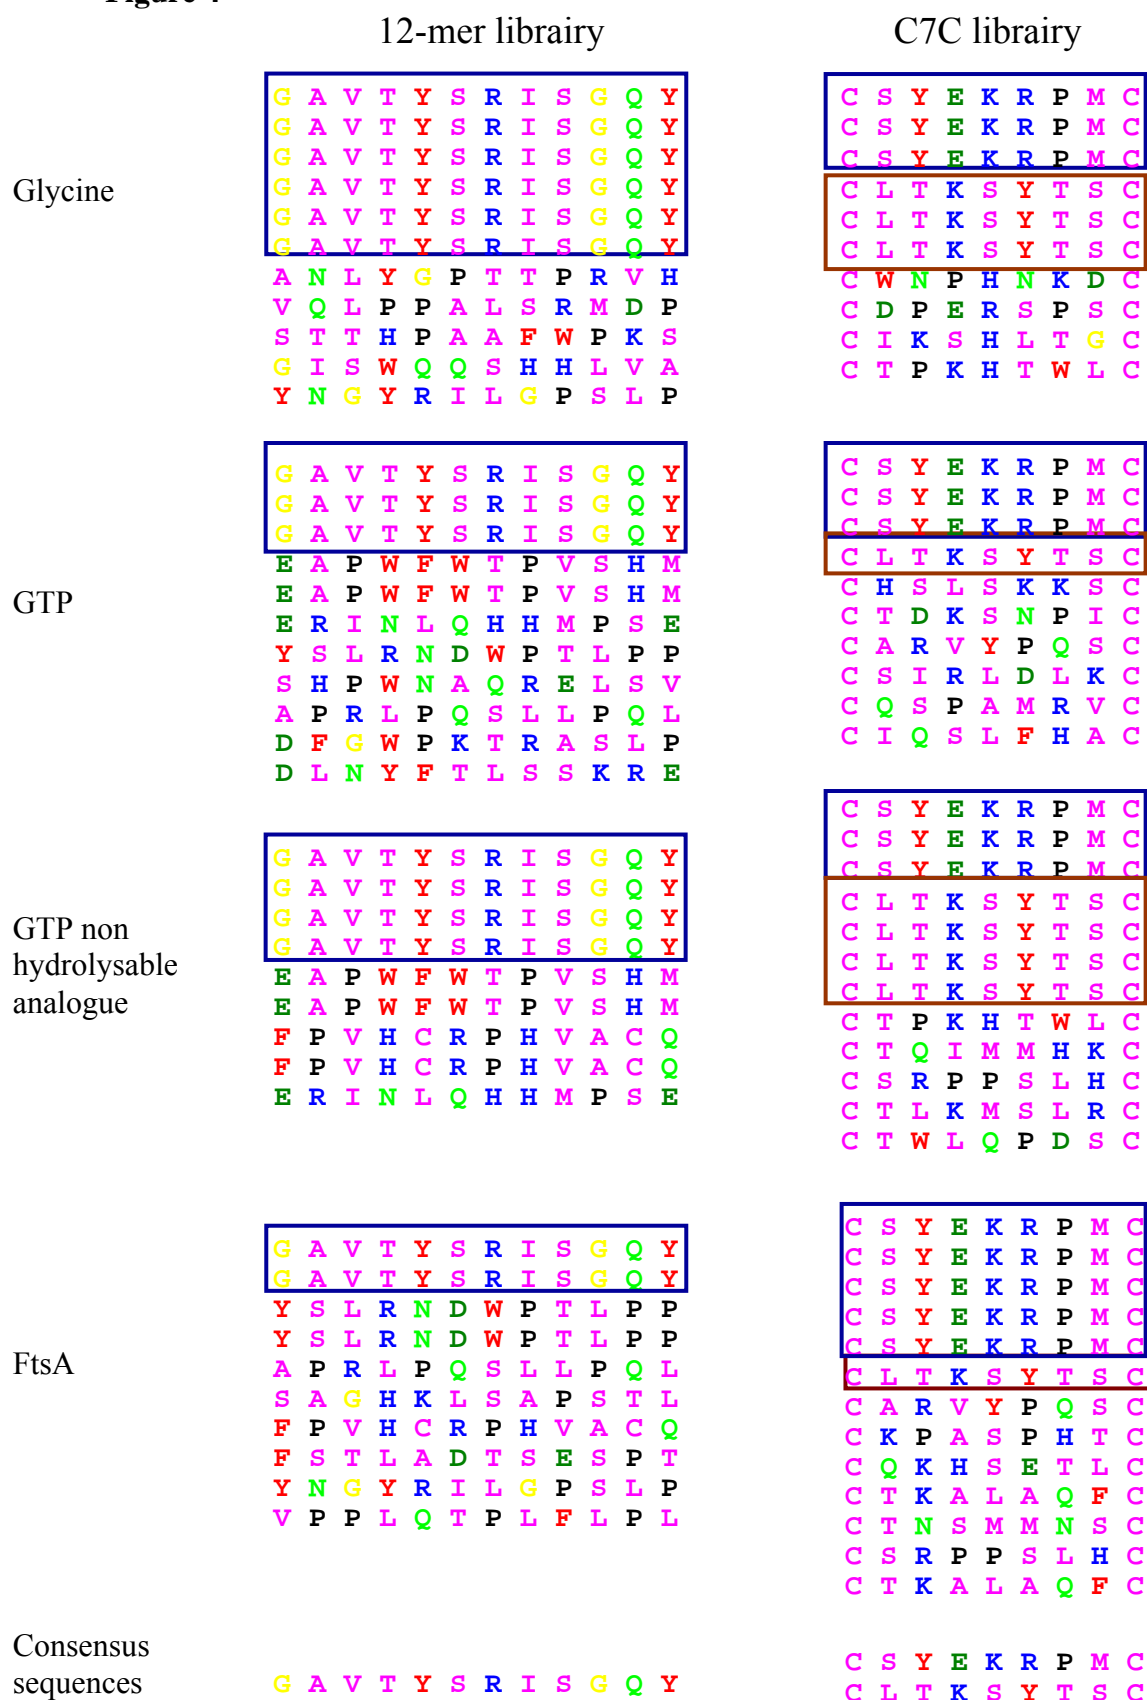 12-mer librairy C7C librairy
Glycine
G A V T Y S R I S G Q Y
G A V T Y S R I S G Q Y
G A V T Y S R I S G Q Y
G A V T Y S R I S G Q Y
G A V T Y S R I S G Q Y
G A V T Y S R I S G Q Y
A N L Y G P T T P R V H
V Q L P P A L S R M D P
S T T H P A A F W P K S
G I S W Q Q S H H L V A
Y N G Y R I L G P S L P
C S Y E K R P M C
C S Y E K R P M C
C S Y E K R P M C
C L T K S Y T S C
C L T K S Y T S C
C L T K S Y T S C
C W N P H N K D C
C D P E R S P S C
C I K S H L T G C
C T P K H T W L C
GTP
G A V T Y S R I S G Q Y
G A V T Y S R I S G Q Y
G A V T Y S R I S G Q Y
E A P W F W T P V S H M
E A P W F W T P V S H M
E R I N L Q H H M P S E
Y S L R N D W P T L P P
S H P W N A Q R E L S V
A P R L P Q S L L P Q L
D F G W P K T R A S L P
D L N Y F T L S S K R E
C S Y E K R P M C
C S Y E K R P M C
C S Y E K R P M C
C L T K S Y T S C
C H S L S K K S C
C T D K S N P I C
C A R V Y P Q S C
C S I R L D L K C
C Q S P A M R V C
C I Q S L F H A C
GTP non
hydrolysable
analogue
G A V T Y S R I S G Q Y
G A V T Y S R I S G Q Y
G A V T Y S R I S G Q Y
G A V T Y S R I S G Q Y
E A P W F W T P V S H M
E A P W F W T P V S H M
F P V H C R P H V A C Q
F P V H C R P H V A C Q
E R I N L Q H H M P S E
C S Y E K R P M C
C S Y E K R P M C
C S Y E K R P M C
C L T K S Y T S C
C L T K S Y T S C
C L T K S Y T S C
C L T K S Y T S C
C T P K H T W L C
C T Q I M M H K C
C S R P P S L H C
C T L K M S L R C
C T W L Q P D S C
FtsA
G A V T Y S R I S G Q Y
G A V T Y S R I S G Q Y
Y S L R N D W P T L P P
Y S L R N D W P T L P P
A P R L P Q S L L P Q L
S A G H K L S A P S T L
F P V H C R P H V A C Q
F S T L A D T S E S P T
Y N G Y R I L G P S L P
V P P L Q T P L F L P L
C S Y E K R P M C
C S Y E K R P M C
C S Y E K R P M C
C S Y E K R P M C
C S Y E K R P M C
C L T K S Y T S C
C A R V Y P Q S C
C K P A S P H T C
C Q K H S E T L C
C T K A L A Q F C
C T N S M M N S C
C S R P P S L H C
C T K A L A Q F C
Consensus
sequences
G A V T Y S R I S G Q Y
C S Y E K R P M C
C L T K S Y T S C